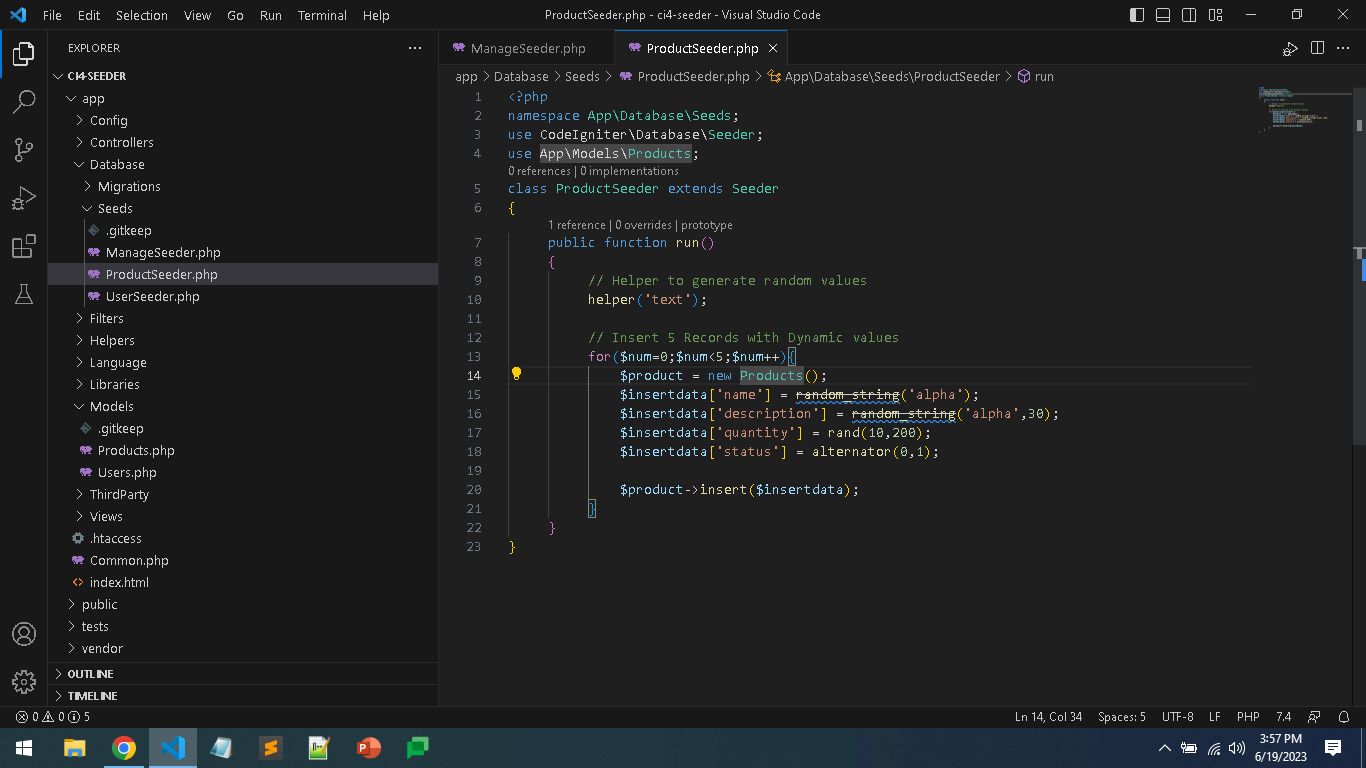 File Edit Selection View Go Run Terminal Help ProductSeeder.php - ci4-seeder - Visual Studio Code
EXPLORER
CI4-SEEDER
app
Config
Controllers
Database
Migrations
Seeds
.gitkeep
ManageSeeder.php
ProductSeeder.php
UserSeeder.php
Filters
Helpers
Language
Libraries
Models
.gitkeep
Products.php
Users.php
ThirdParty
Views
.htaccess
Common.php
index.html
public
tests
vendor
OUTLINE
TIMELINE
ManageSeeder.php ProductSeeder.php
app > Database > Seeds > ProductSeeder.php > App\Database\Seeds\ProductSeeder > run
1 <?php
2 namespace App\Database\Seeds;
3 use CodeIgniter\Database\Seeder;
4 use App\Models\Products;
0 references | 0 implementations
5 class ProductSeeder extends Seeder
6 {
1 reference | 0 overrides | prototype
7 public function run()
8 {
9 // Helper to generate random values
10 helper('text');
11
12 // Insert 5 Records with Dynamic values
13 for($num=0;$num<5;$num++){
14 $product = new Products();
15 $insertdata['name'] = random_string('alpha');
16 $insertdata['description'] = random_string('alpha',30);
17 $insertdata['quantity'] = rand(10,200);
18 $insertdata['status'] = alternator(0,1);
19
20 $product->insert($insertdata);
21 }
22 }
23 }
0 0 5 Ln 14, Col 34 Spaces: 5 UTF-8 LF PHP 7.4
3:57 PM
6/19/2023